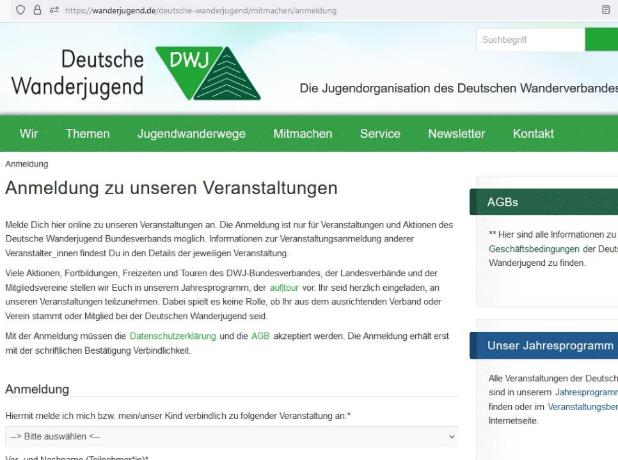 https://wanderjugend.de/deutsche-wanderjugend/mitmachen/anmeldung
Suchbegriff
Deutsche
Wanderjugend
DWJ
Die Jugendorganisation des Deutschen Wanderverbandes
Wir Themen Jugendwanderwege Mitmachen Service Newsletter Kontakt
Anmeldung
Anmeldung zu unseren Veranstaltungen
Melde Dich hier online zu unseren Veranstaltungen an. Die Anmeldung ist nur für Veranstaltungen und Aktionen des
Deutsche Wanderjugend Bundesverbands möglich. Informationen zur Veranstaltungsanmeldung anderer
Veranstalter_innen findest Du in den Details der jeweiligen Veranstaltung.
Viele Aktionen, Fortbildungen, Freizeiten und Touren des DWJ-Bundesverbandes, der Landesverbände und der
Mitgliedsvereine stellen wir Euch in unserem Jahresprogramm, der auf|tour vor. Ihr seid herzlich eingeladen, an
unseren Veranstaltungen teilzunehmen. Dabei spielt es keine Rolle, ob Ihr aus dem ausrichtenden Verband oder
Verein stammt oder Mitglied bei der Deutschen Wanderjugend seid.
Mit der Anmeldung müssen die Datenschutzerklärung und die AGB akzeptiert werden. Die Anmeldung erhält erst
mit der schriftlichen Bestätigung Verbindlichkeit.
Anmeldung
Hiermit melde ich mich bzw. mein/unser Kind verbindlich zu folgender Veranstaltung an:*
--> Bitte auswählen <--
Vor- und Nachname (Teilnehmer*in)*
AGBs
** Hier sind alle Informationen zu
Geschäftsbedingungen der Deuts
Wanderjugend zu finden.
Unser Jahresprogramm
Alle Veranstaltungen der Deutsch
sind in unserem Jahresprogramm
finden oder im Veranstaltungsber
Internetseite.